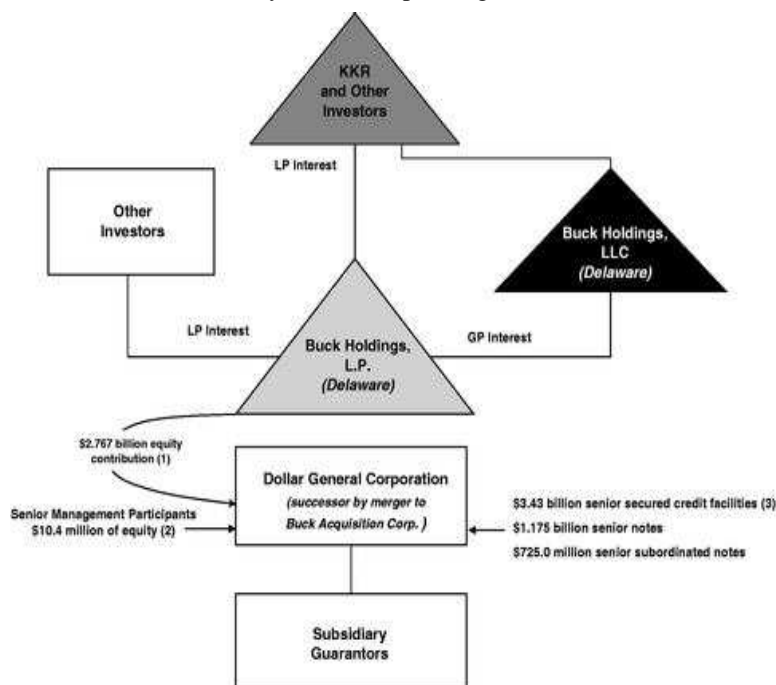 KKR
and Other
Investors
LP Interest
Other
Investors
Buck Holdings,
LLC
(Delaware)
LP Interest
GP Interest
Buck Holdings,
L.P.
(Delaware)
$2.767 billion equity
contribution (1)
Dollar General Corporation
(successor by merger to
Buck Acquisition Corp. )
Senior Management Participants
$10.4 million of equity (2)
$3.43 billion senior secured credit facilities (3)
$1.175 billion senior notes
$725.0 million senior subordinated notes
Subsidiary
Guarantors